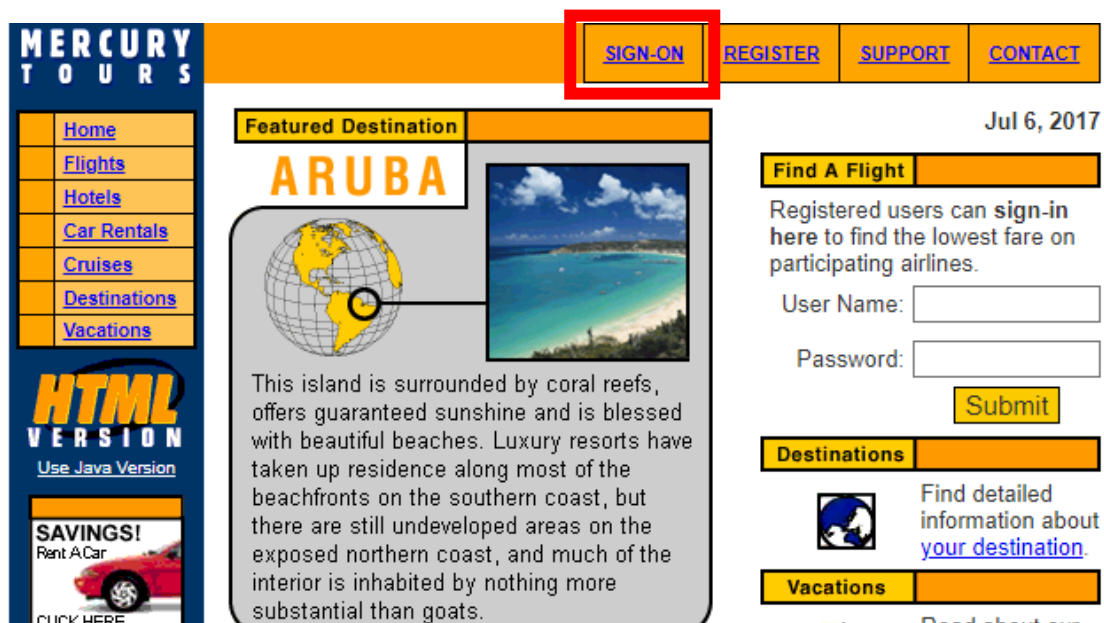 MERCURY
TOURS
SIGN-ON
REGISTER
SUPPORT
CONTACT
Home
Flights
Hotels
Car Rentals
Cruises
Destinations
Vacations
HTML
VERSION
Use Java Version
SAVINGS!
Rent A Car
CLICK HERE
Featured Destination
ARUBA
This island is surrounded by coral reefs,
offers guaranteed sunshine and is blessed
with beautiful beaches. Luxury resorts have
taken up residence along most of the
beachfronts on the southern coast, but
there are still undeveloped areas on the
exposed northern coast, and much of the
interior is inhabited by nothing more
substantial than goats.
Jul 6, 2017
Find A Flight
Registered users can sign-in
here to find the lowest fare on
participating airlines.
User Name:
Password:
Submit
Destinations
Find detailed
information about
your destination.
Vacations
Read about our